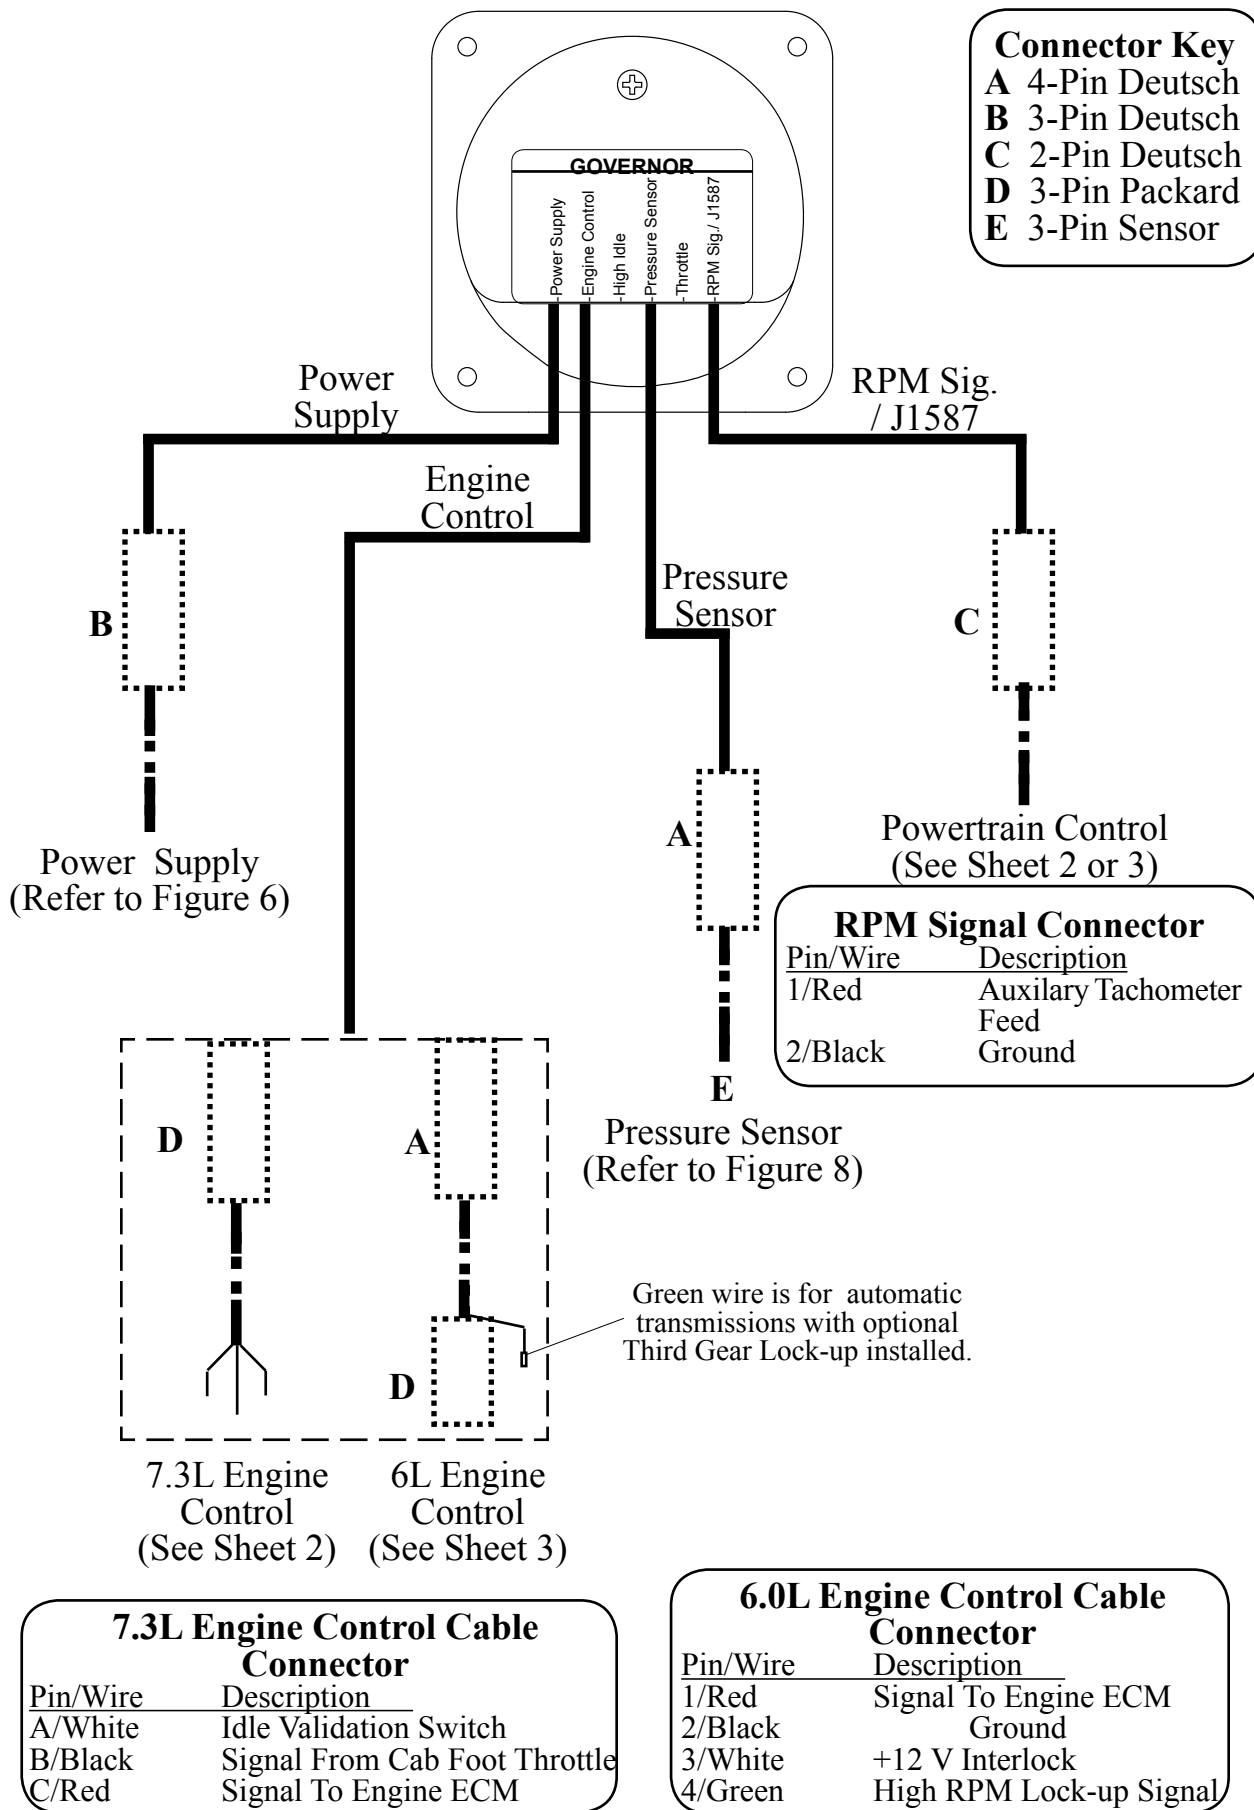 Connector Key
A 4-Pin Deutsch
B 3-Pin Deutsch
C 2-Pin Deutsch
D 3-Pin Packard
E 3-Pin Sensor
GOVERNOR
-Power Supply
-Engine Control
-High Idle
-Pressure Sensor
-Throttle
-RPM Sig./ J1587
Power
Supply
RPM Sig.
/ J1587
Engine
Control
Pressure
Sensor
B
C
A
Power Supply
(Refer to Figure 6)
Powertrain Control
(See Sheet 2 or 3)
RPM Signal Connector
Pin/Wire Description
1/Red Auxilary Tachometer
Feed
2/Black Ground
E
Pressure Sensor
(Refer to Figure 8)
D
A
Green wire is for automatic
transmissions with optional
Third Gear Lock-up installed.
D
7.3L Engine
Control
(See Sheet 2)
6L Engine
Control
(See Sheet 3)
7.3L Engine Control Cable
Connector
Pin/Wire Description
A/White Idle Validation Switch
B/Black Signal From Cab Foot Throttle
C/Red Signal To Engine ECM
6.0L Engine Control Cable
Connector
Pin/Wire Description
1/Red Signal To Engine ECM
2/Black Ground
3/White +12 V Interlock
4/Green High RPM Lock-up Signal